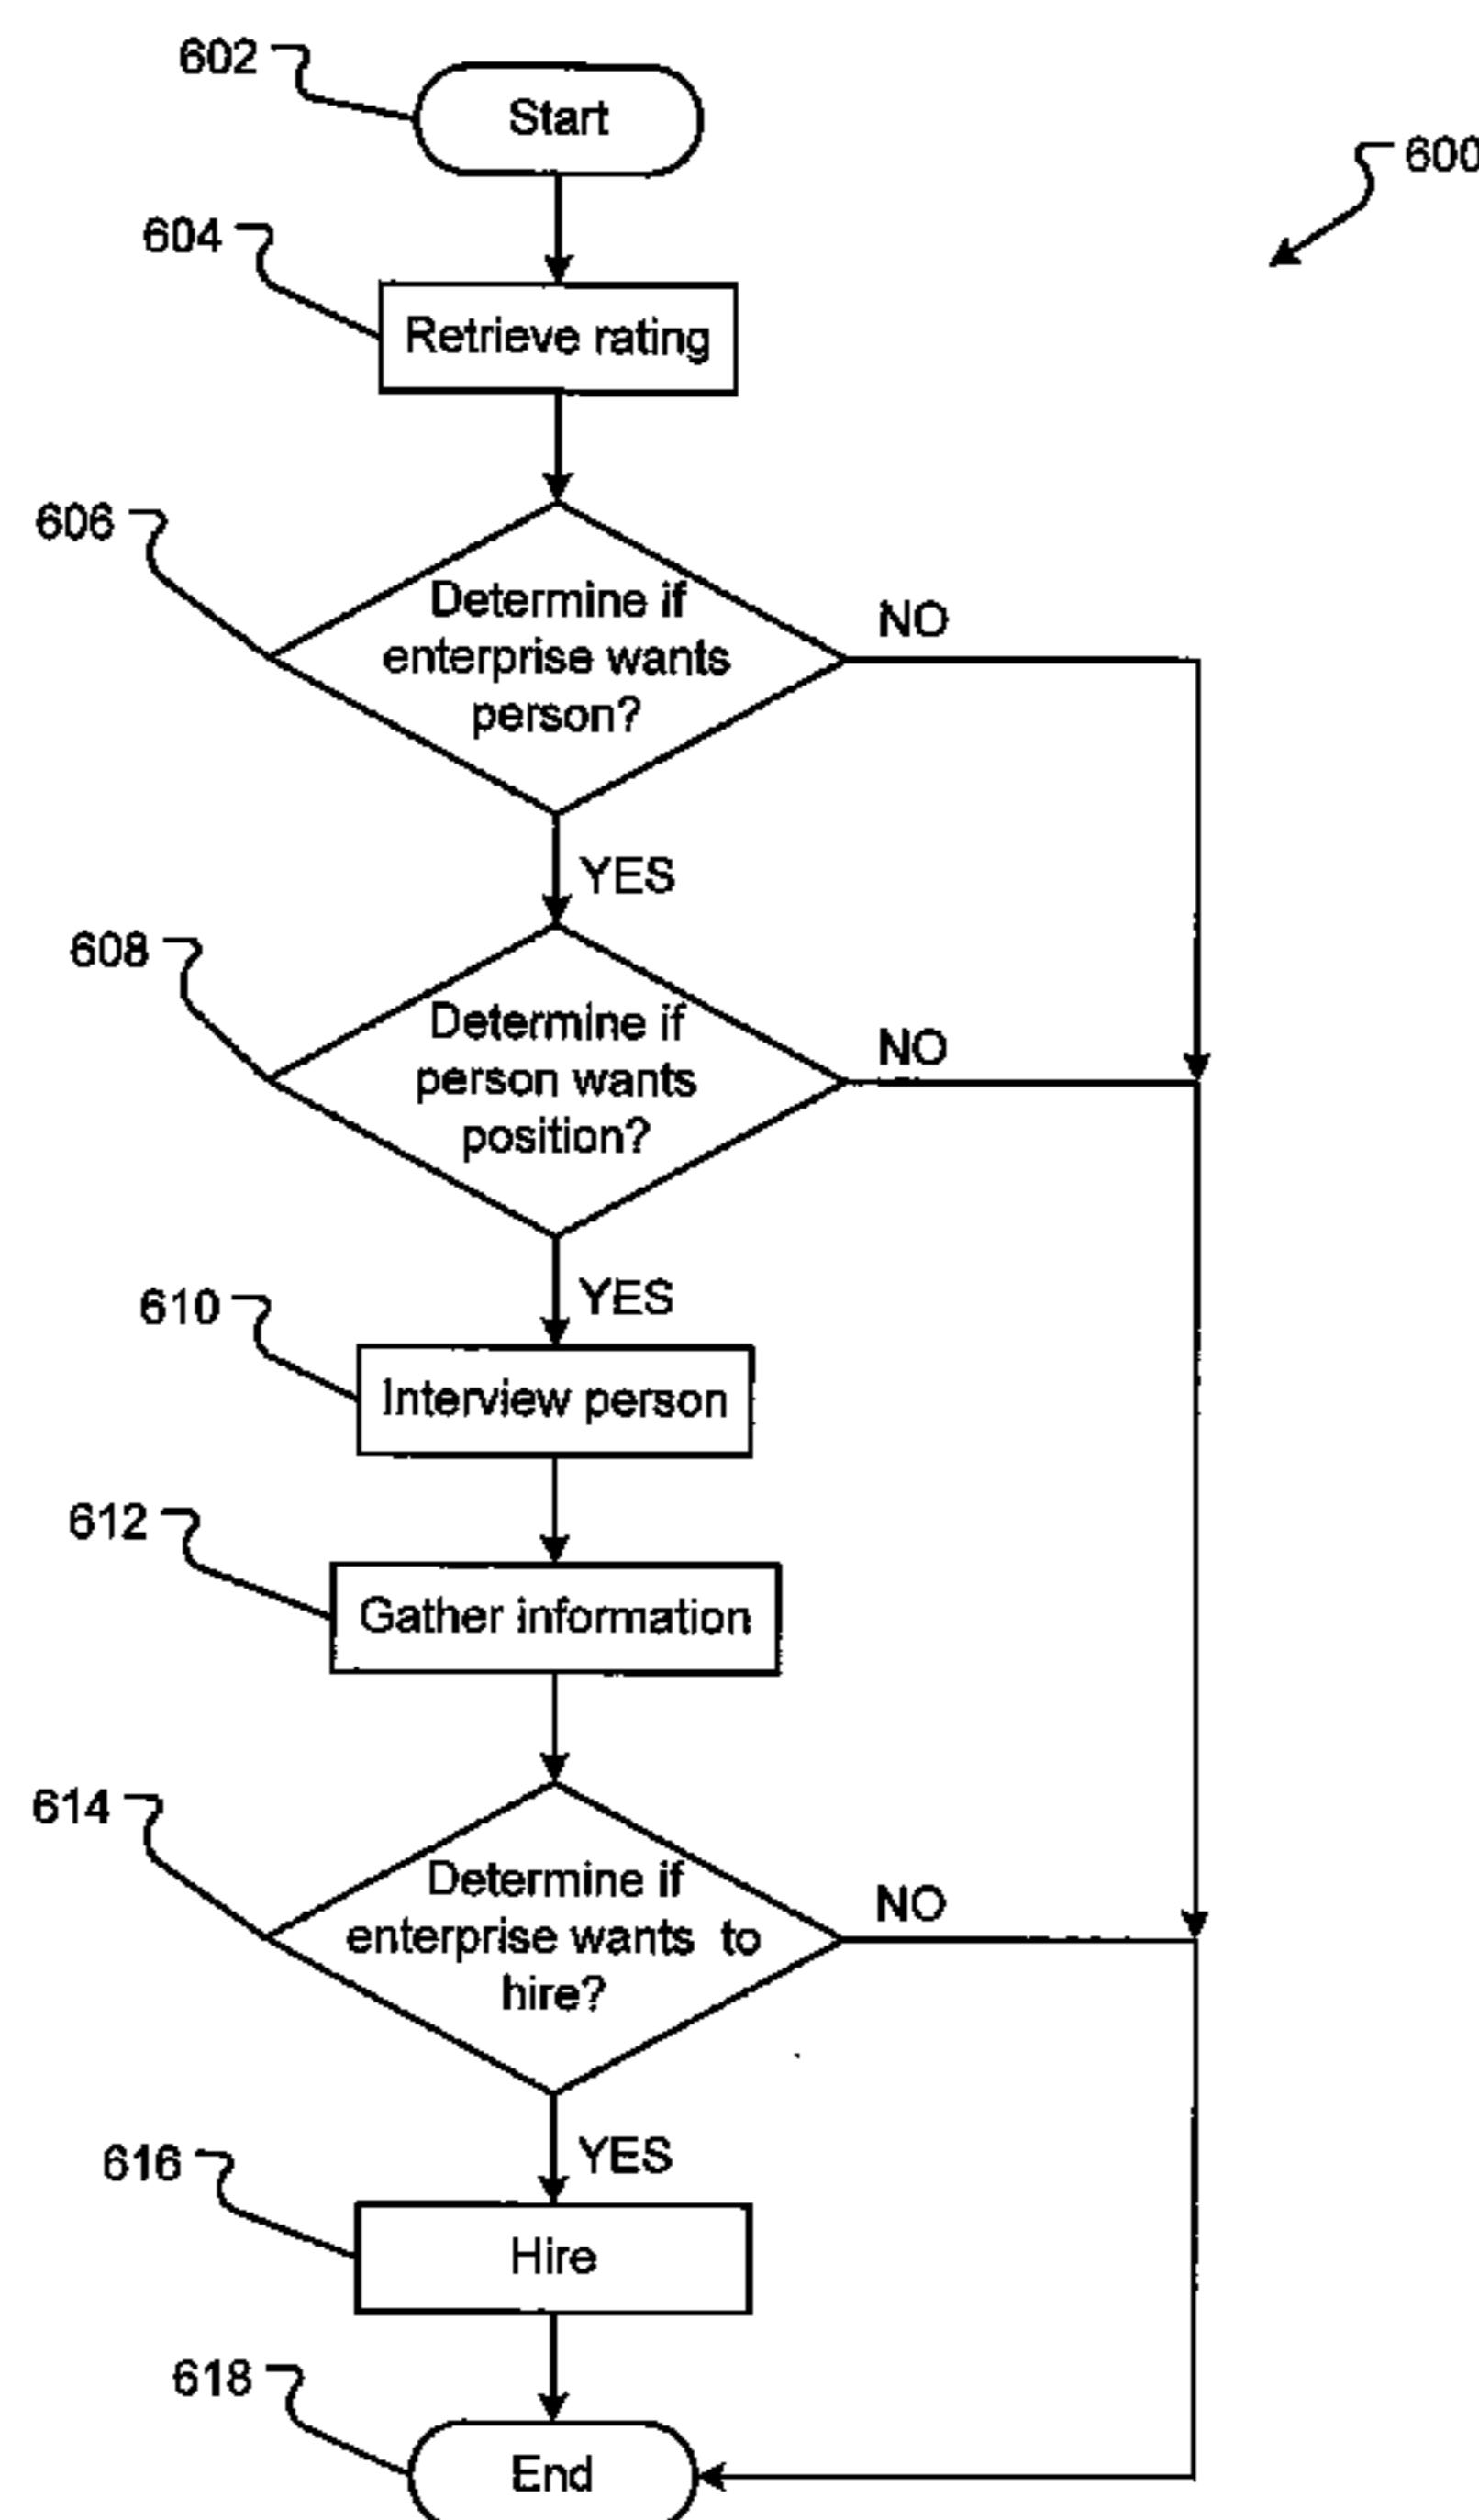 602
Start
600
604
Retrieve rating
606
Determine if
enterprise wants
person?
NO
YES
608
Determine if
person wants
position?
NO
YES
610
Interview person
612
Gather information
614
Determine if
enterprise wants to
hire?
NO
YES
616
Hire
618
End